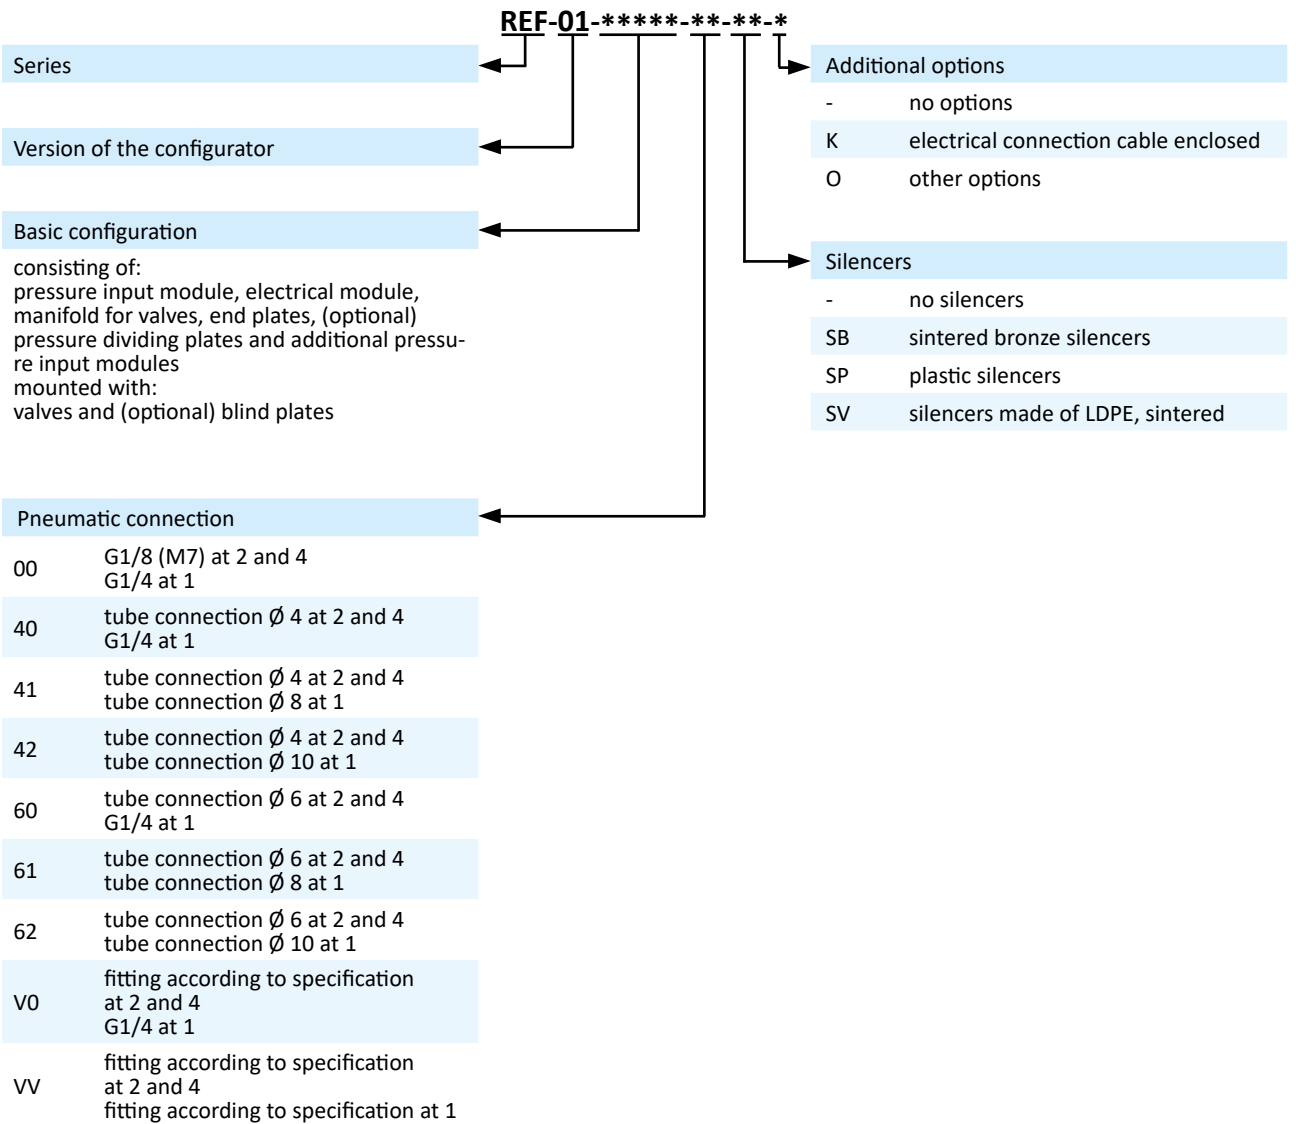 REF-01-*****-**-**-*
Series
Version of the configurator
Basic configuration
consisting of:
pressure input module, electrical module,
manifold for valves, end plates, (optional)
pressure dividing plates and additional pressu-
re input modules
mounted with:
valves and (optional) blind plates
Pneumatic connection
00 G1/8 (M7) at 2 and 4
G1/4 at 1
40 tube connection Ø 4 at 2 and 4
G1/4 at 1
41 tube connection Ø 4 at 2 and 4
tube connection Ø 8 at 1
42 tube connection Ø 4 at 2 and 4
tube connection Ø 10 at 1
60 tube connection Ø 6 at 2 and 4
G1/4 at 1
61 tube connection Ø 6 at 2 and 4
tube connection Ø 8 at 1
62 tube connection Ø 6 at 2 and 4
tube connection Ø 10 at 1
V0 fitting according to specification
at 2 and 4
G1/4 at 1
VV fitting according to specification
at 2 and 4
fitting according to specification at 1
Additional options
- no options
K electrical connection cable enclosed
O other options
Silencers
- no silencers
SB sintered bronze silencers
SP plastic silencers
SV silencers made of LDPE, sintered